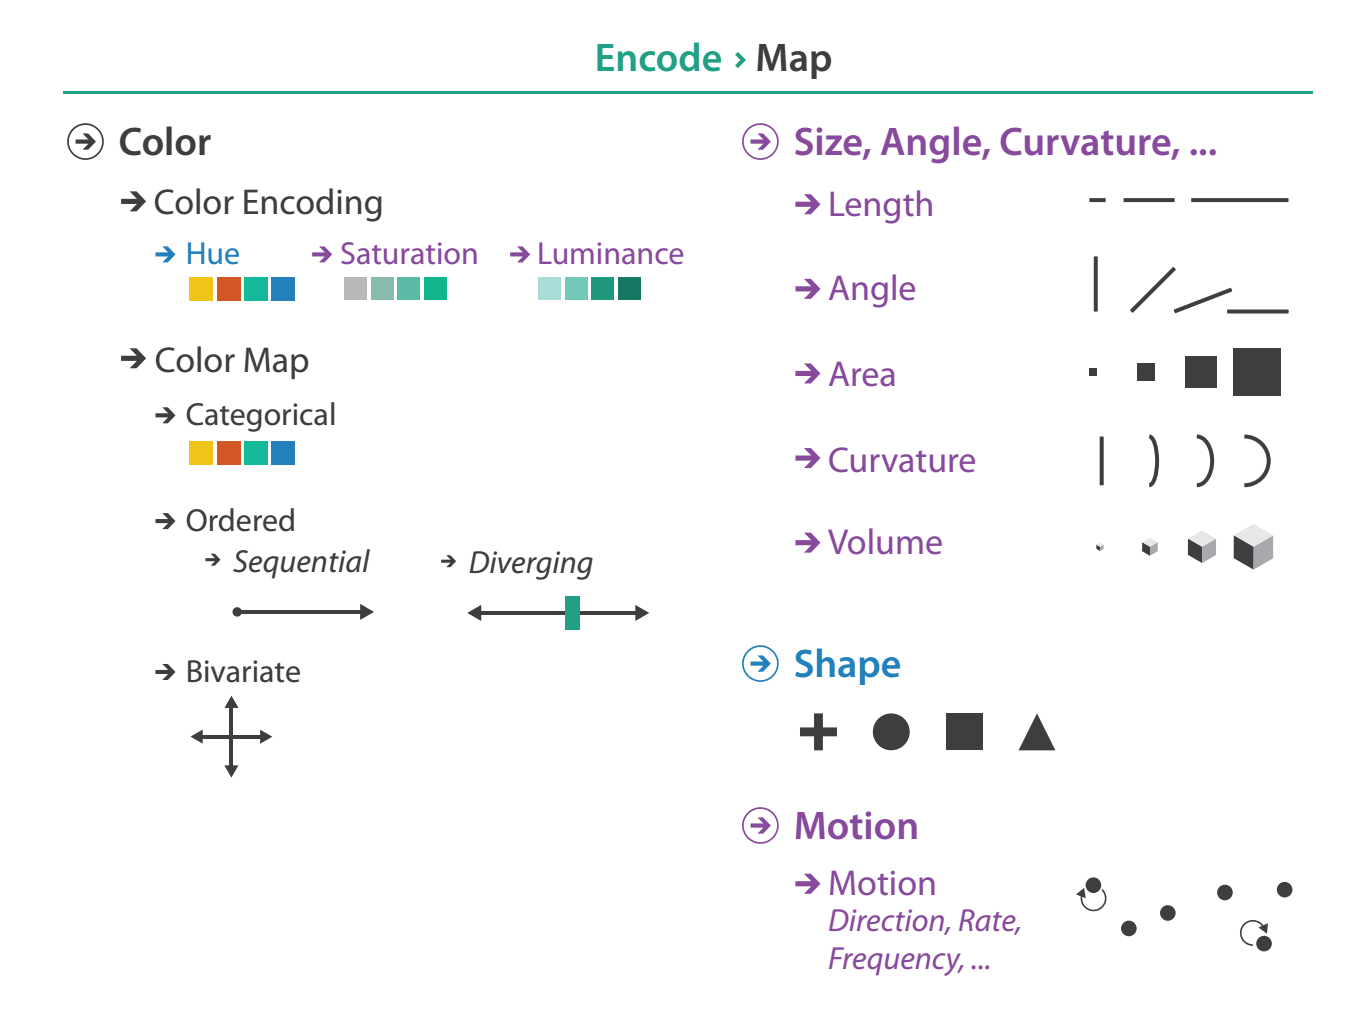 Encode › Map
Color
Color Encoding
Hue
Saturation
Luminance
Color Map
Categorical
Ordered
Sequential
Diverging
Bivariate
Size, Angle, Curvature, ...
Length
Angle
Area
Curvature
Volume
Shape
Motion
Motion
Direction, Rate,
Frequency, ...